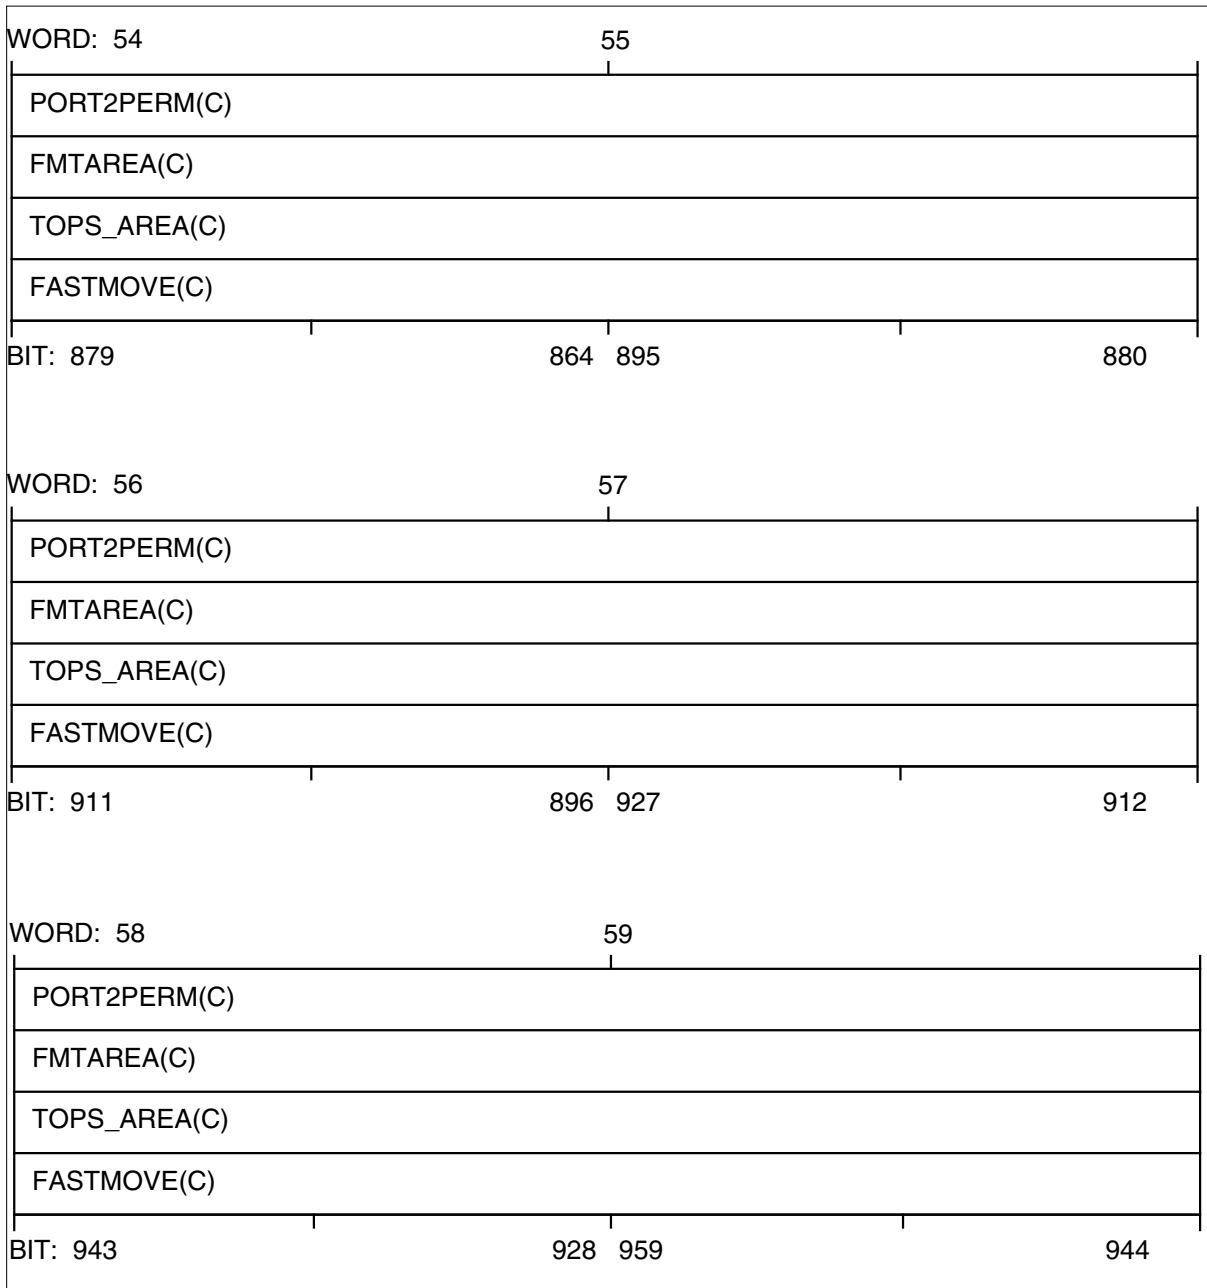 WORD: 54 55
PORT2PERM(C)
FMTAREA(C)
TOPS_AREA(C)
FASTMOVE(C)
BIT: 879 864 895 880
WORD: 56 57
PORT2PERM(C)
FMTAREA(C)
TOPS_AREA(C)
FASTMOVE(C)
BIT: 911 896 927 912
WORD: 58 59
PORT2PERM(C)
FMTAREA(C)
TOPS_AREA(C)
FASTMOVE(C)
BIT: 943 928 959 944